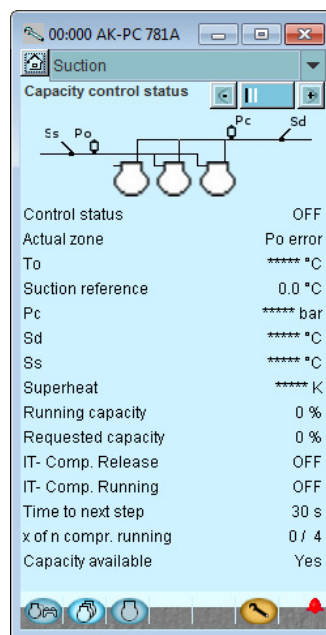 00:000 AK-PC 781A
Suction
Capacity control status
Pc Sd
Ss Po
Control status OFF
Actual zone Po error
To ***** °C
Suction reference 0.0 °C
Pc ***** bar
Sd ***** °C
Ss ***** °C
Superheat ***** K
Running capacity 0 %
Requested capacity 0 %
IT- Comp. Release OFF
IT- Comp. Running OFF
Time to next step 30 s
x of n compr. running 0 / 4
Capacity available Yes